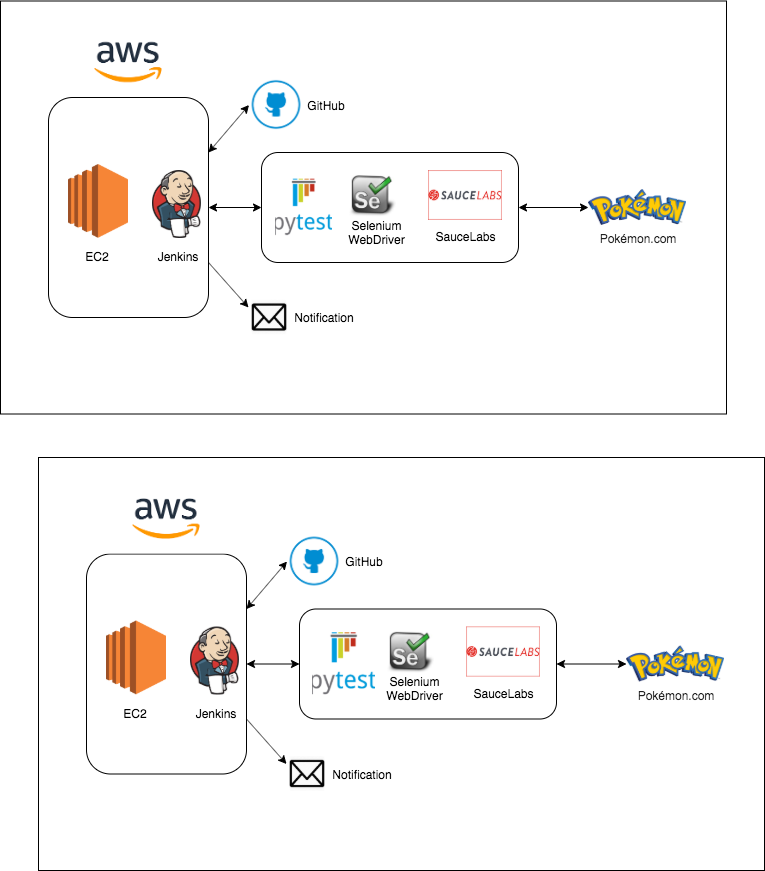 aws
GitHub
pytest
Se
Selenium
WebDriver
SAUCELABS
SauceLabs
POKéMON
Pokémon.com
EC2
Jenkins
Notification
aws
GitHub
pytest
Se
Selenium
WebDriver
SAUCELABS
SauceLabs
POKéMON
Pokémon.com
EC2
Jenkins
Notification